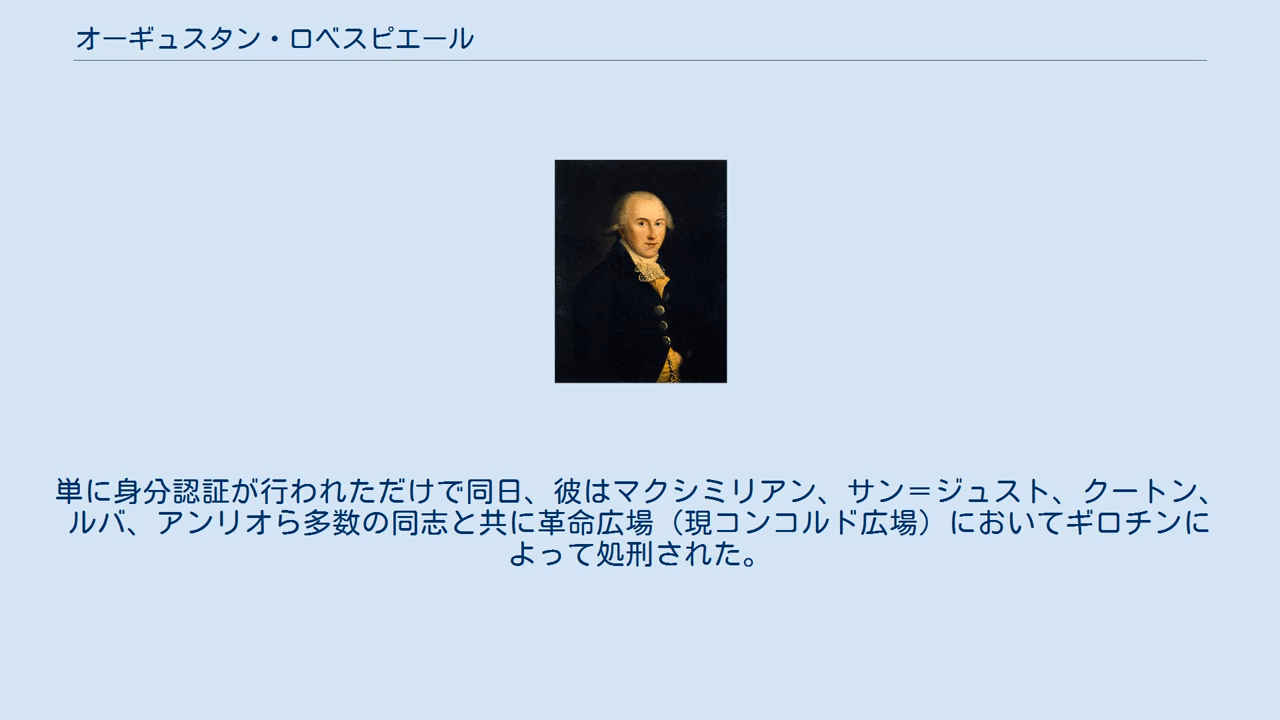 オーギュスタン・ロベスピエール
単に身分認証が行われただけで同日、彼はマクシミリアン、サン＝ジュスト、クートン、
ルバ、アンリオら多数の同志と共に革命広場（現コンコルド広場）においてギロチンに
よって処刑された。